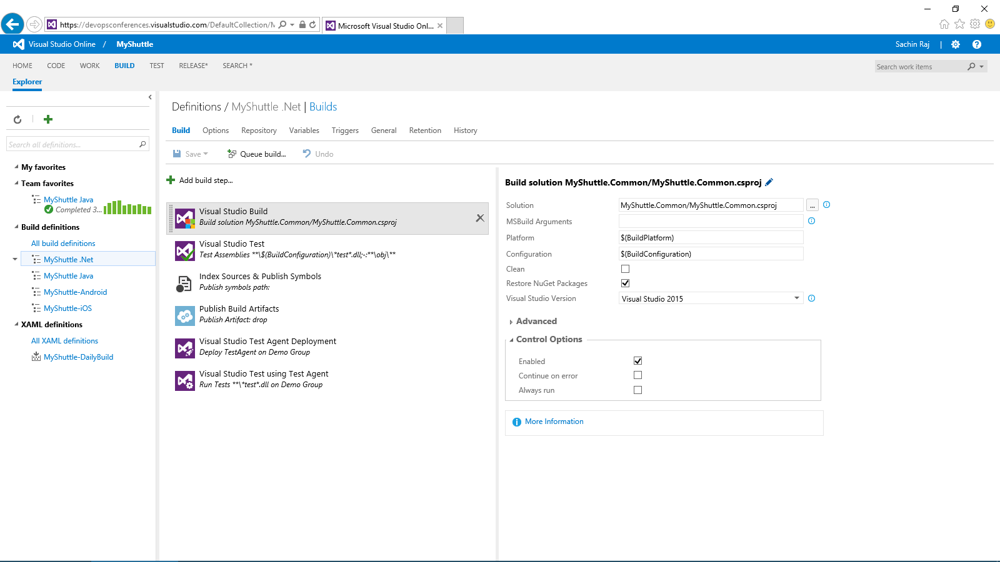 https://devopsconferences.visualstudio.com/DefaultCollection/M
Microsoft Visual Studio Onl...
Visual Studio Online / MyShuttle
Sachin Raj |
HOME CODE WORK BUILD TEST RELEASE* SEARCH *
Search work items
Explorer
Search all definitions...
My favorites
Team favorites
MyShuttle Java
Completed 3...
Build definitions
All build definitions
MyShuttle .Net
MyShuttle Java
MyShuttle-Android
MyShuttle-iOS
XAML definitions
All XAML definitions
MyShuttle-DailyBuild
Definitions / MyShuttle .Net | Builds
Build Options Repository Variables Triggers General Retention History
Save Queue build... Undo
Add build step...
Visual Studio Build
Build solution MyShuttle.Common/MyShuttle.Common.csproj
Visual Studio Test
Test Assemblies **\$(BuildConfiguration)\*test*.dll;-:**\obj\**
Index Sources & Publish Symbols
Publish symbols path:
Publish Build Artifacts
Publish Artifact: drop
Visual Studio Test Agent Deployment
Deploy TestAgent on Demo Group
Visual Studio Test using Test Agent
Run Tests **\*test*.dll on Demo Group
Build solution MyShuttle.Common/MyShuttle.Common.csproj
Solution MyShuttle.Common/MyShuttle.Common.csproj ...
MSBuild Arguments
Platform $(BuildPlatform)
Configuration $(BuildConfiguration)
Clean
Restore NuGet Packages
Visual Studio Version Visual Studio 2015
Advanced
Control Options
Enabled
Continue on error
Always run
More Information